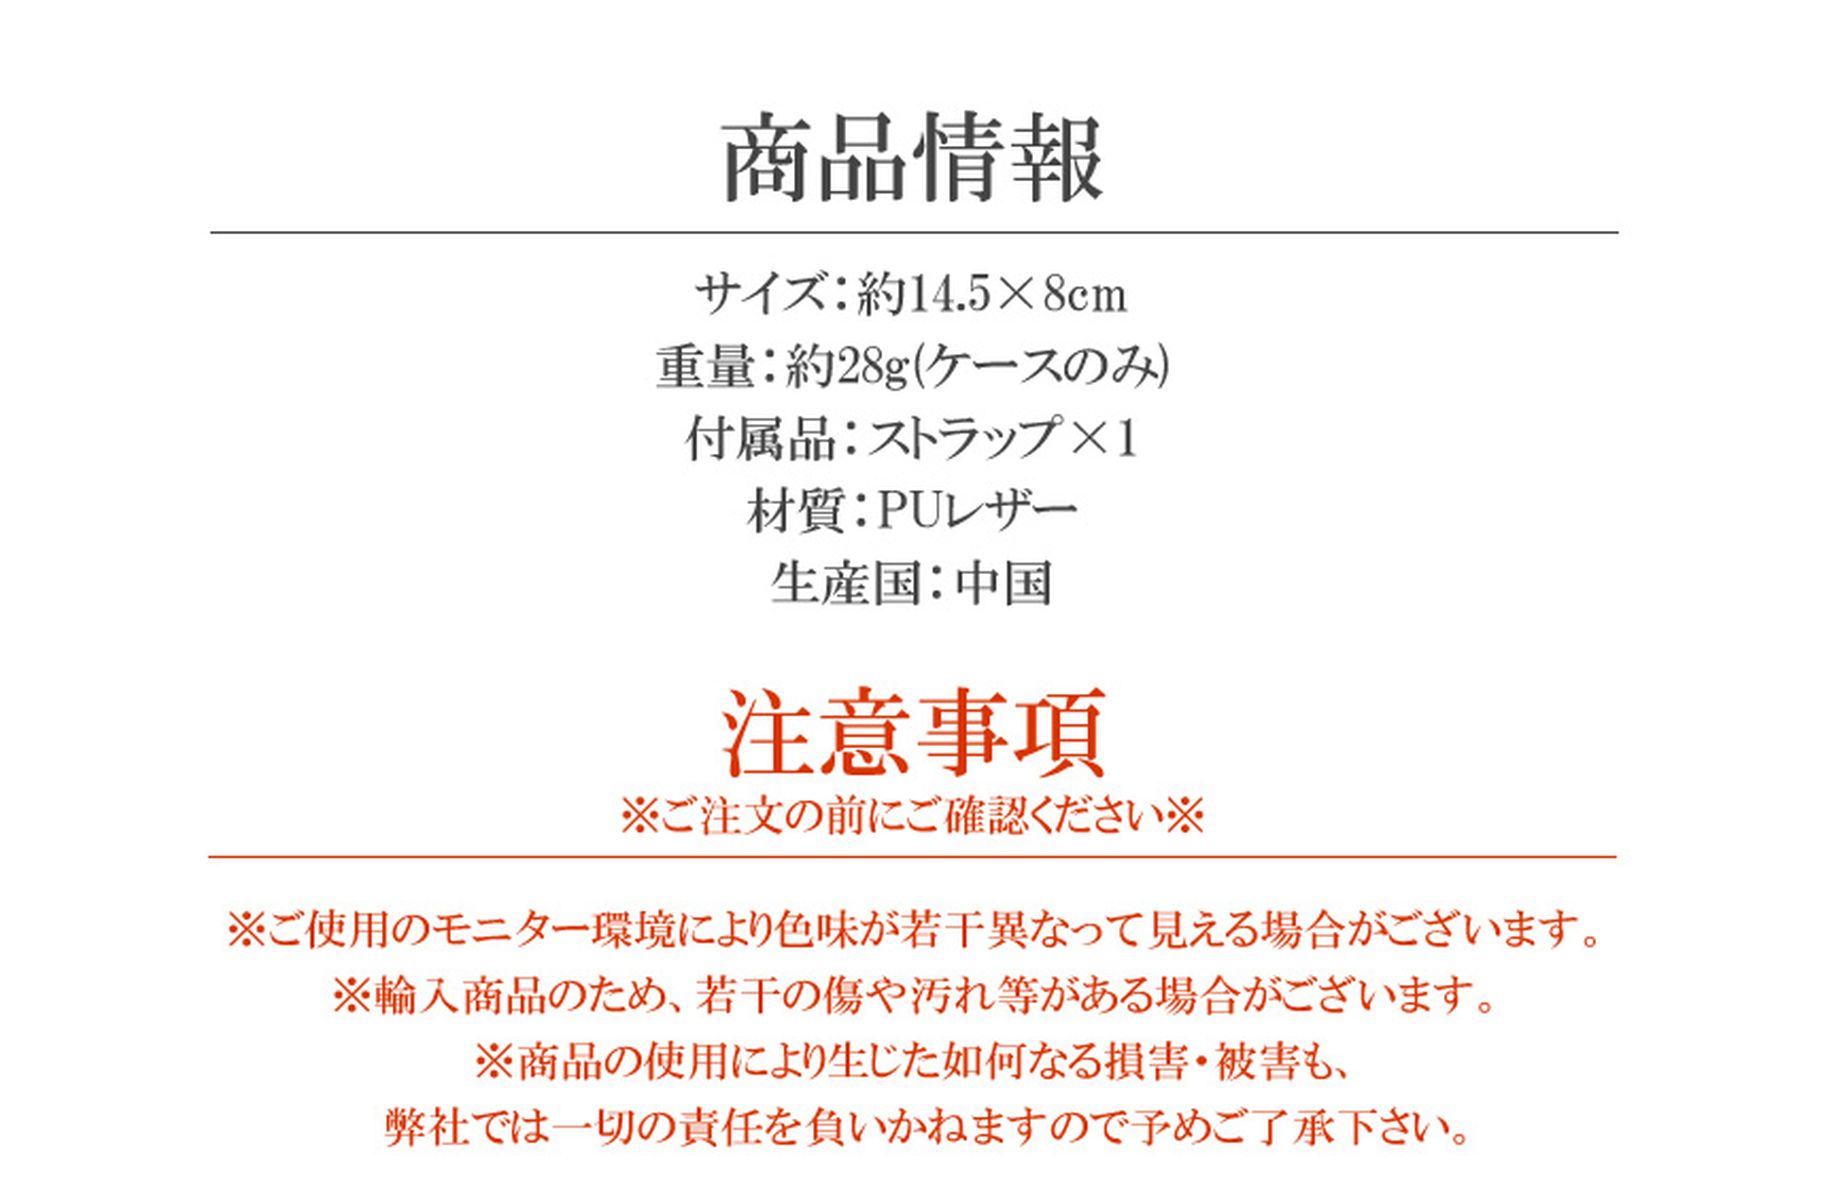 商品情報
サイズ：約14.5×8cm
重量：約28g(ケースのみ)
付属品：ストラップ×1
材質：PUレザー
生産国：中国
注意事項
※ご注文の前にご確認ください※
※ご使用のモニター環境により色味が若干異なって見える場合がございます。
※輸入商品のため、若干の傷や汚れ等がある場合がございます。
※商品の使用により生じた如何なる損害・被害も、
弊社では一切の責任を負いかねますので予めご了承下さい。